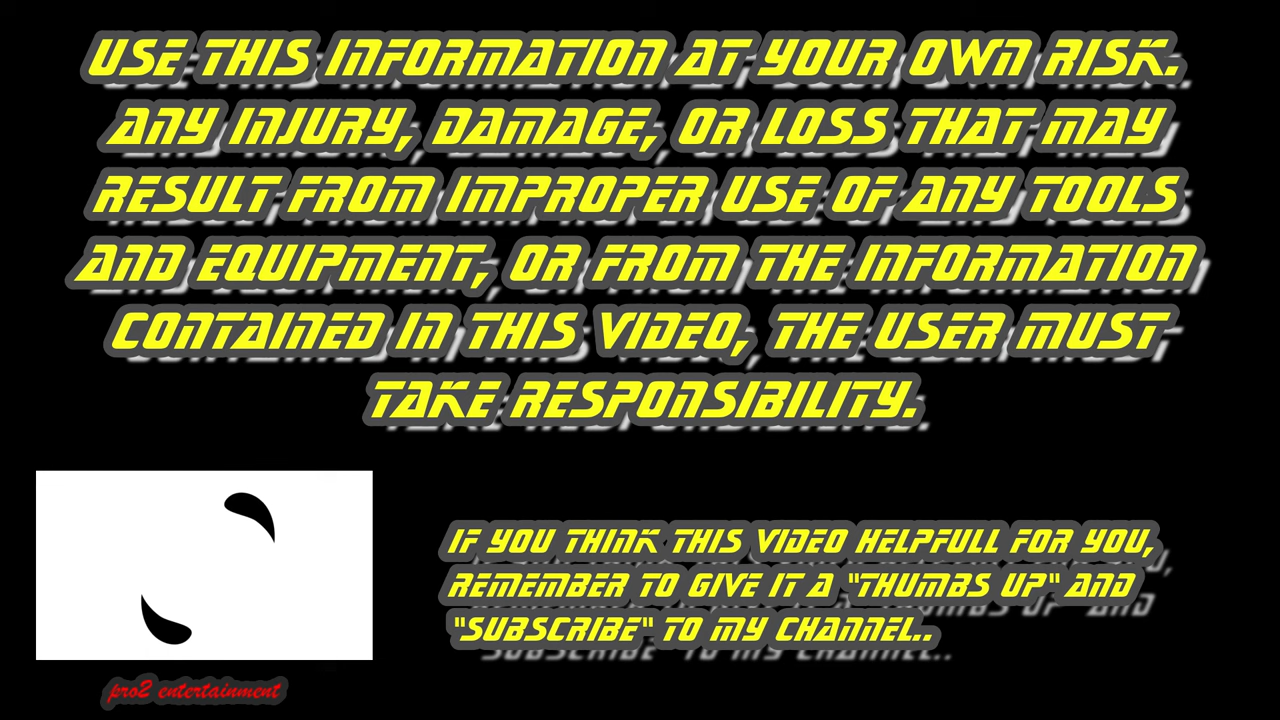 USE THIS INFORMATION AT YOUR OWN RISK.
ANY INJURY, DAMAGE, OR LOSS THAT MAY
RESULT FROM IMPROPER USE OF ANY TOOLS
AND EQUIPMENT, OR FROM THE INFORMATION
CONTAINED IN THIS VIDEO, THE USER MUST
TAKE RESPONSIBILITY.
IF YOU THINK THIS VIDEO HELPFULL FOR YOU,
REMEMBER TO GIVE IT A "THUMBS UP" AND
"SUBSCRIBE" TO MY CHANNEL..
pro2 entertainment